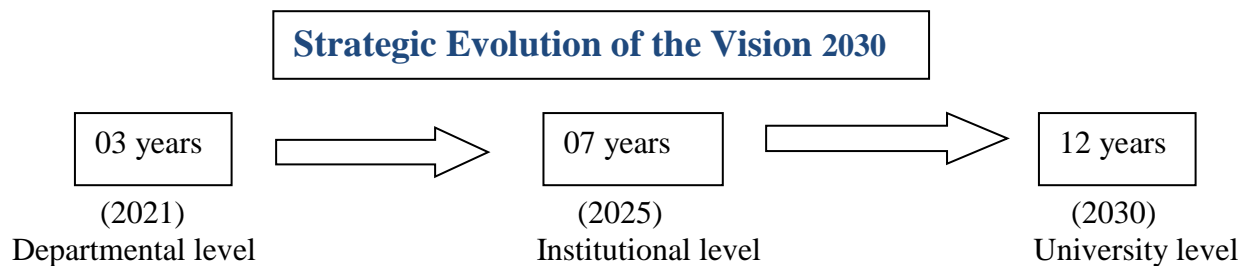 Strategic Evolution of the Vision 2030
03 years
07 years
12 years
(2021)
(2025)
(2030)
Departmental level
Institutional level
University level